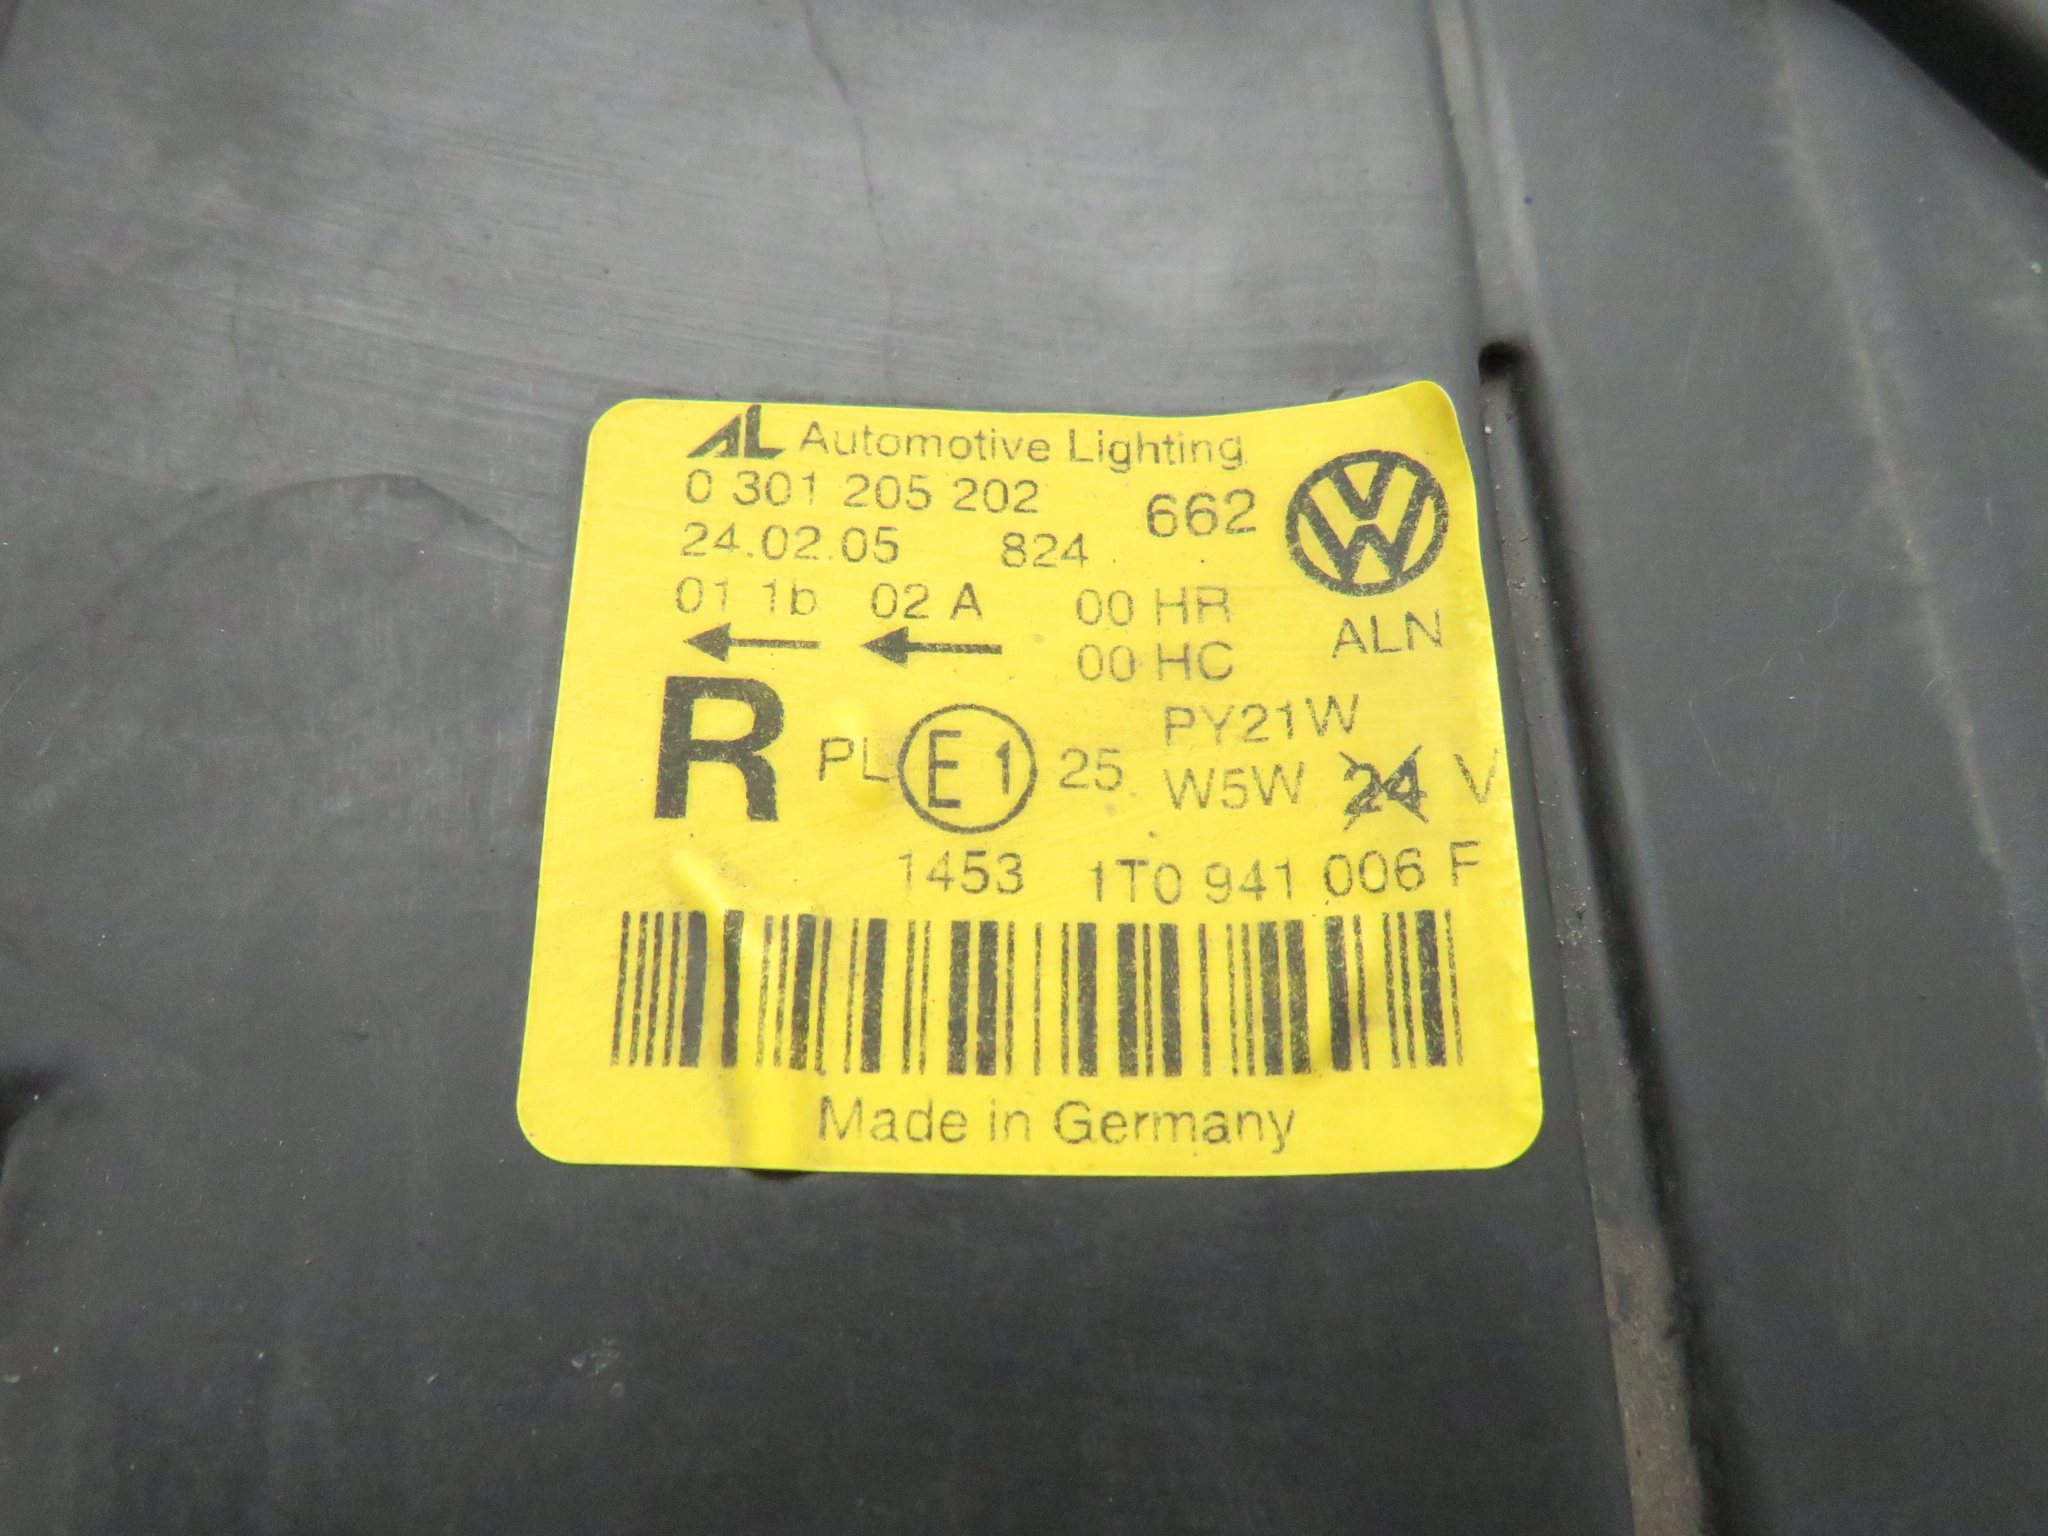 AL Automotive Lighting
0 301 205 202 662
24.02.05 824
01 1b 02 A 00 HR ALN
00 HC
R PL E1 25 PY21W
W5W 24 V
1453 1T0 941 006 F
Made in Germany